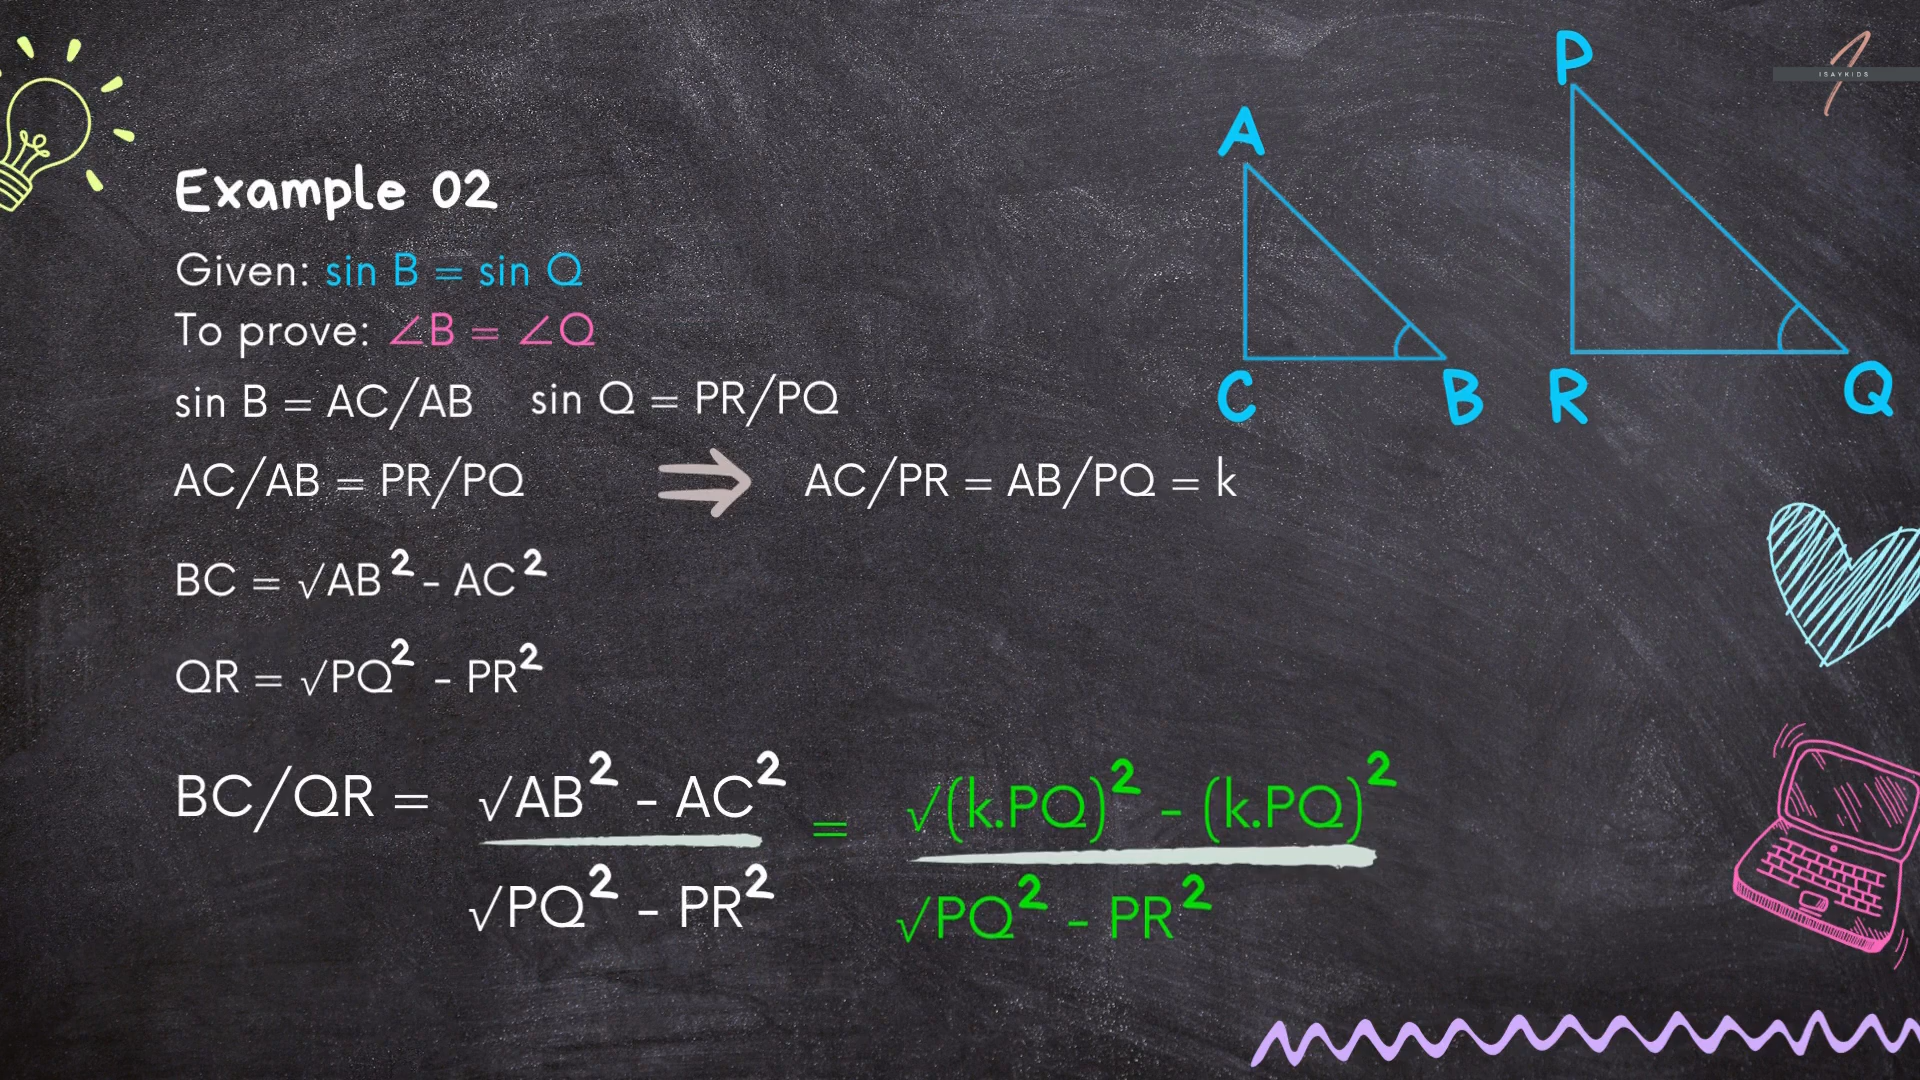 P
ISAYKIDS
A
Example 02
Given: sin B = sin Q
To prove: ∠B = ∠Q
C B R Q
sin B = AC/AB sin Q = PR/PQ
AC/AB = PR/PQ ⇒ AC/PR = AB/PQ = k
BC = √AB² - AC²
QR = √PQ² - PR²
BC/QR = √AB² - AC² = √(k.PQ)² - (k.PQ)²
√PQ² - PR² √PQ² - PR²